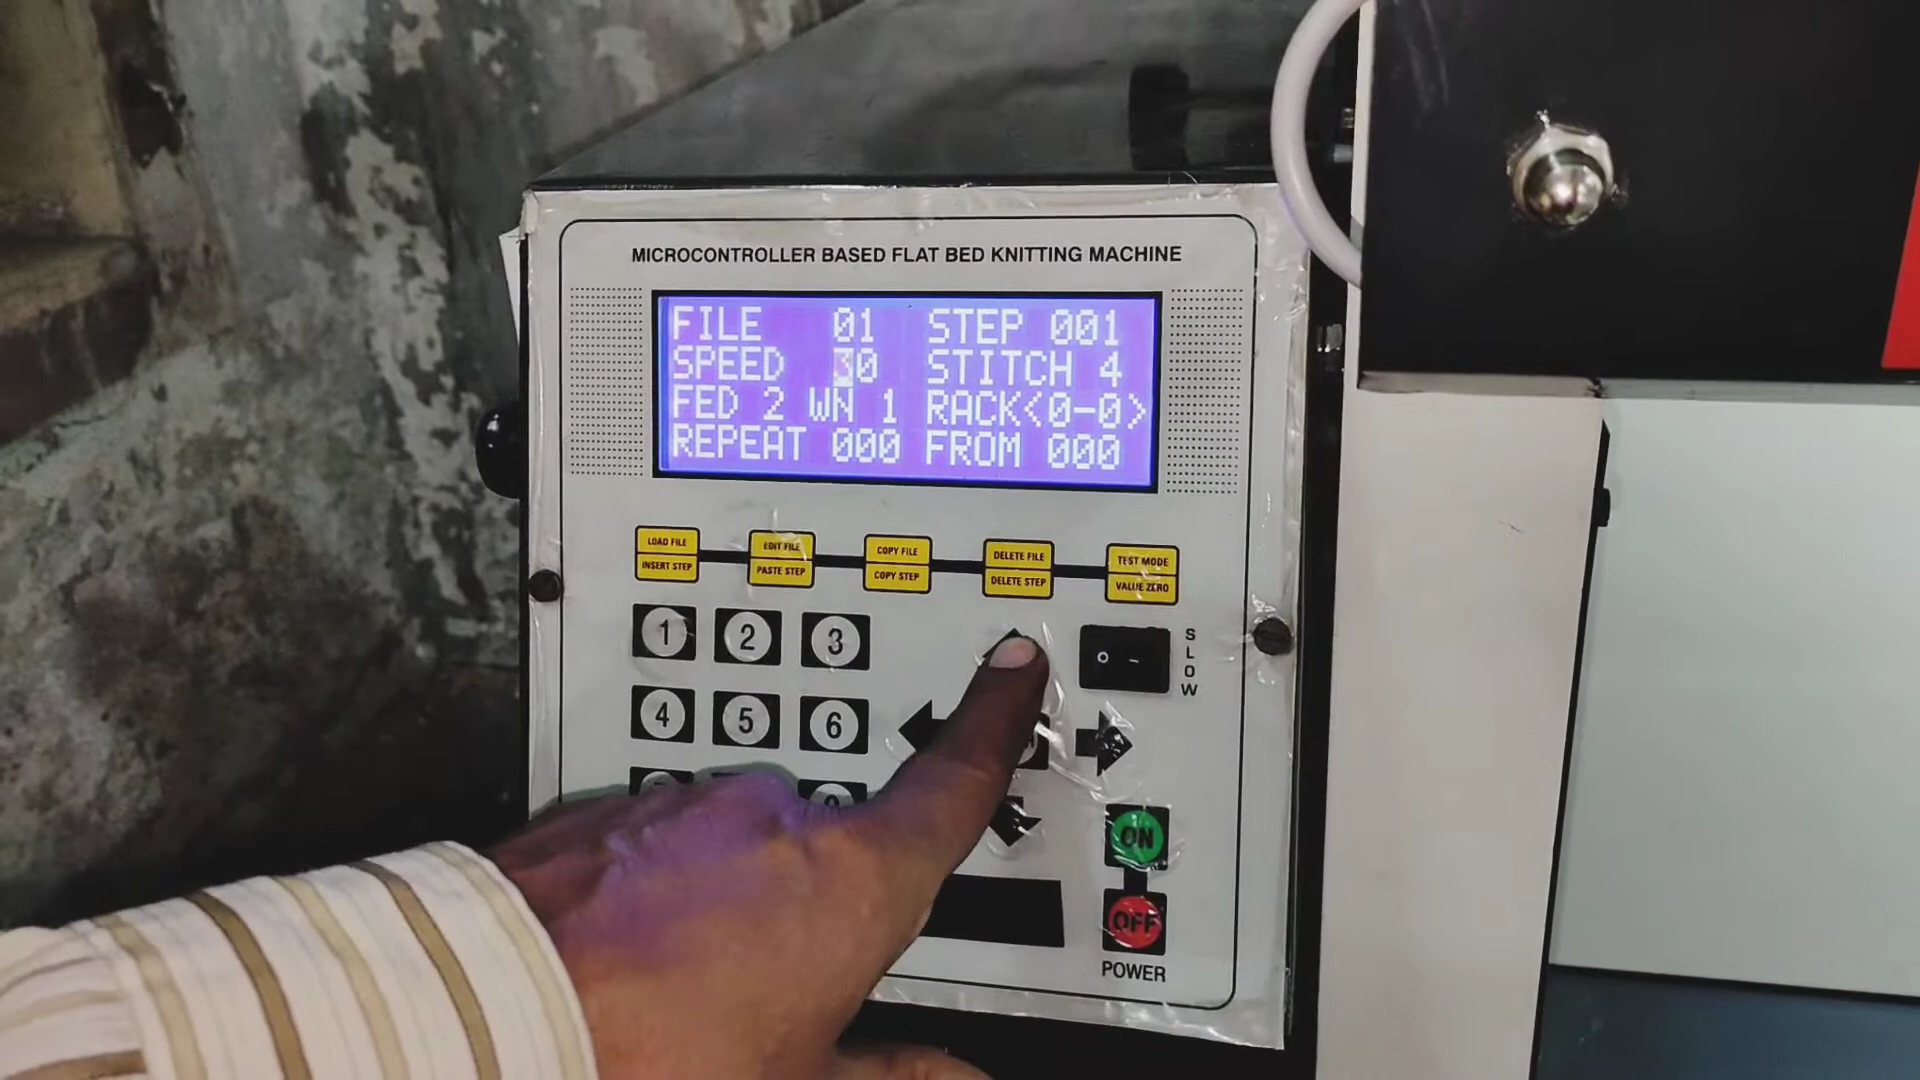 MICROCONTROLLER BASED FLAT BED KNITTING MACHINE
FILE 01 STEP 001
SPEED 30 STITCH 4
FED 2 WN 1 RACK<0-0>
REPEAT 000 FROM 000
LOAD FILE EDIT FILE COPY FILE DELETE FILE TEST MODE
INSERT STEP PASTE STEP COPY STEP DELETE STEP VALUE ZERO
1 2 3
O –
SLOW
4 5 6
ON
OFF
POWER